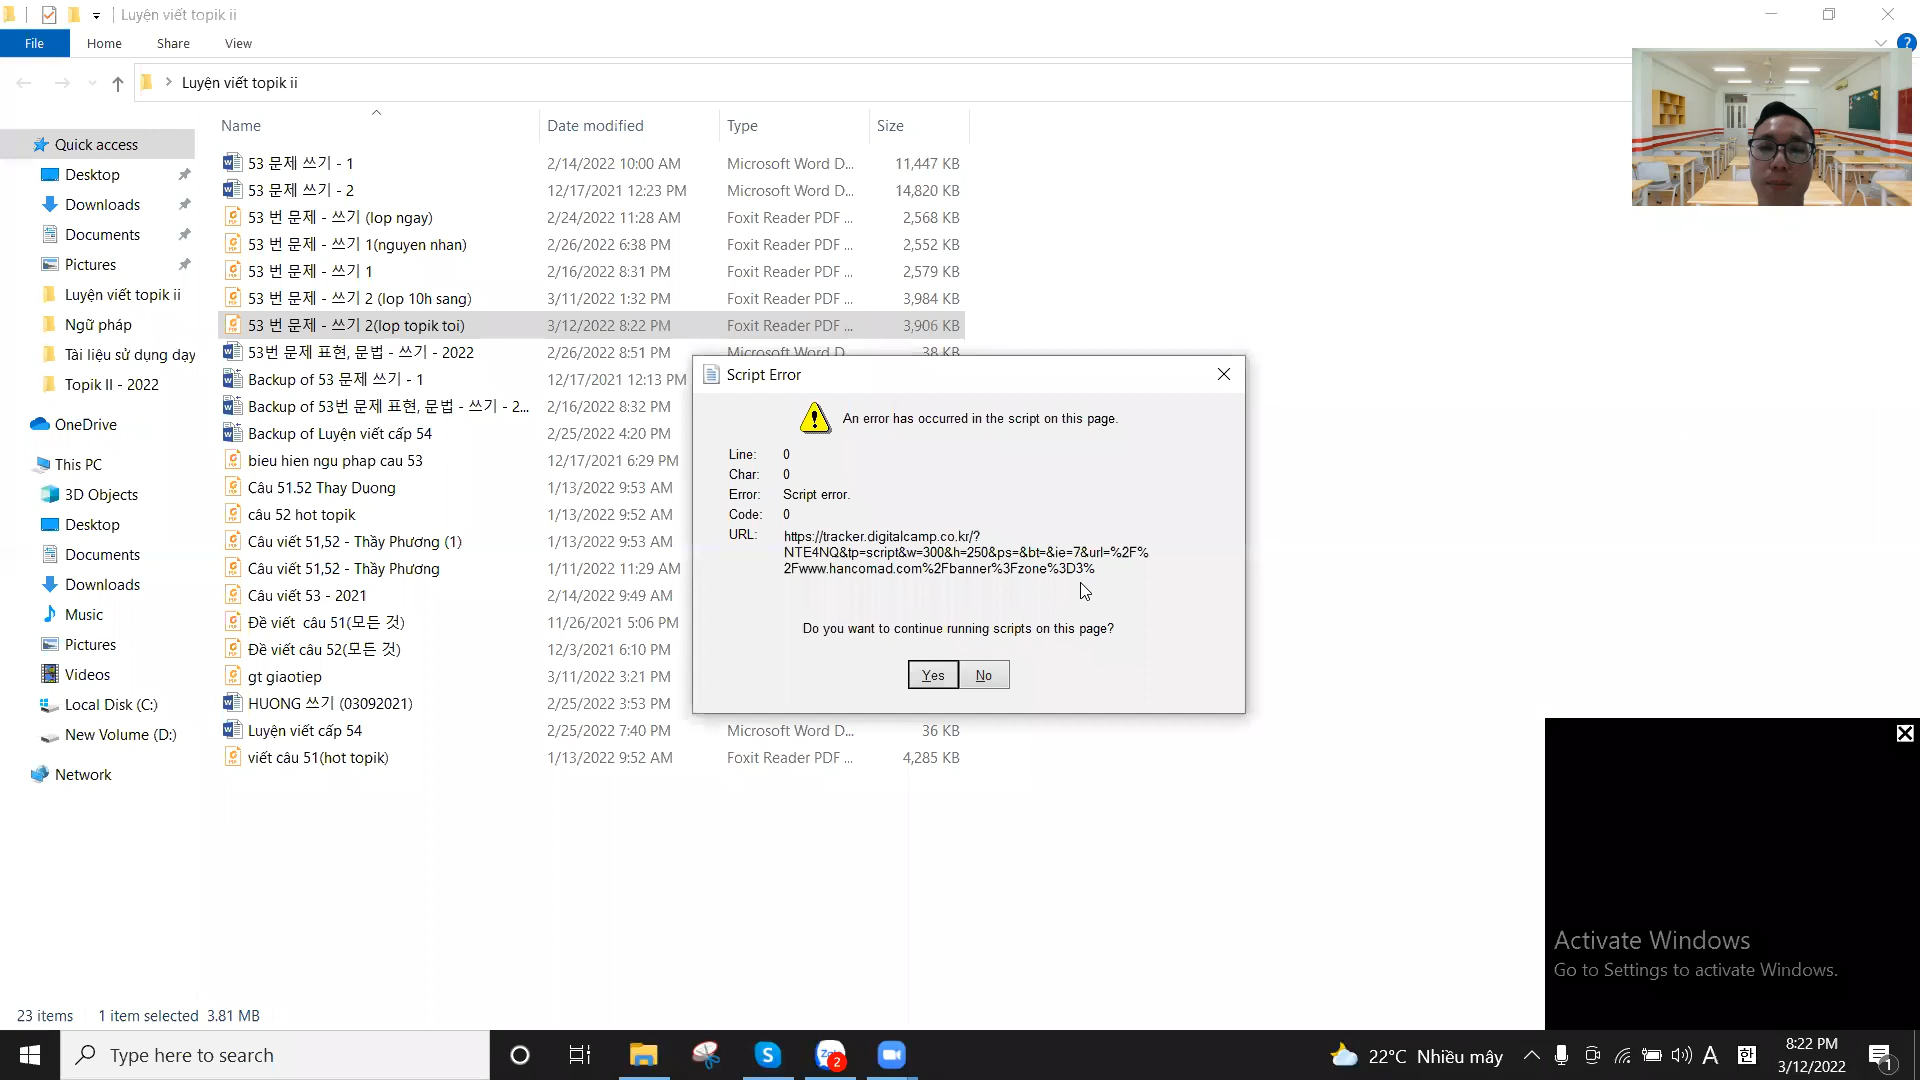 Luyện viết topik ii
File Home Share View
Luyện viết topik ii
Name Date modified Type Size
Quick access
Desktop
Downloads
Documents
Pictures
Luyện viết topik ii
Ngữ pháp
Tài liệu sử dụng dạy
Topik II - 2022
OneDrive
This PC
3D Objects
Desktop
Documents
Downloads
Music
Pictures
Videos
Local Disk (C:)
New Volume (D:)
Network
53 문제 쓰기 - 1 2/14/2022 10:00 AM Microsoft Word D... 11,447 KB
53 문제 쓰기 - 2 12/17/2021 12:23 PM Microsoft Word D... 14,820 KB
53 번 문제 - 쓰기 (lop ngay) 2/24/2022 11:28 AM Foxit Reader PDF ... 2,568 KB
53 번 문제 - 쓰기 1(nguyen nhan) 2/26/2022 6:38 PM Foxit Reader PDF ... 2,552 KB
53 번 문제 - 쓰기 1 2/16/2022 8:31 PM Foxit Reader PDF ... 2,579 KB
53 번 문제 - 쓰기 2 (lop 10h sang) 3/11/2022 1:32 PM Foxit Reader PDF ... 3,984 KB
53 번 문제 - 쓰기 2(lop topik toi) 3/12/2022 8:22 PM Foxit Reader PDF ... 3,906 KB
53번 문제 표현, 문법 - 쓰기 - 2022 2/26/2022 8:51 PM Microsoft Word D... 38 KB
Backup of 53 문제 쓰기 - 1 12/17/2021 12:13 PM
Backup of 53번 문제 표현, 문법 - 쓰기 - 2... 2/16/2022 8:32 PM
Backup of Luyện viết cấp 54 2/25/2022 4:20 PM
bieu hien ngu phap cau 53 12/17/2021 6:29 PM
Câu 51.52 Thay Duong 1/13/2022 9:53 AM
câu 52 hot topik 1/13/2022 9:52 AM
Câu viết 51,52 - Thầy Phương (1) 1/13/2022 9:53 AM
Câu viết 51,52 - Thầy Phương 1/11/2022 11:29 AM
Câu viết 53 - 2021 2/14/2022 9:49 AM
Đề viết câu 51(모든 것) 11/26/2021 5:06 PM
Đề viết câu 52(모든 것) 12/3/2021 6:10 PM
gt giaotiep 3/11/2022 3:21 PM
HUONG 쓰기 (03092021) 2/25/2022 3:53 PM
Luyện viết cấp 54 2/25/2022 7:40 PM Microsoft Word D... 36 KB
viết câu 51(hot topik) 1/13/2022 9:52 AM Foxit Reader PDF ... 4,285 KB
Script Error
An error has occurred in the script on this page.
Line: 0
Char: 0
Error: Script error.
Code: 0
URL: https://tracker.digitalcamp.co.kr/?
NTE4NQ&tp=script&w=300&h=250&ps=&bt=&ie=7&url=%2F%
2Fwww.hancomad.com%2Fbanner%3Fzone%3D3%
Do you want to continue running scripts on this page?
Yes No
Activate Windows
Go to Settings to activate Windows.
23 items 1 item selected 3.81 MB
Type here to search
Zalo 2
22°C Nhiều mây
A 한
8:22 PM
3/12/2022
1